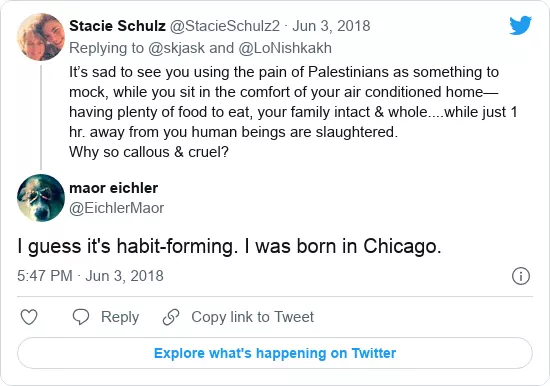 Stacie Schulz @StacieSchulz2 · Jun 3, 2018
Replying to @skjask and @LoNishkakh
It’s sad to see you using the pain of Palestinians as something to
mock, while you sit in the comfort of your air conditioned home—
having plenty of food to eat, your family intact & whole....while just 1
hr. away from you human beings are slaughtered.
Why so callous & cruel?
maor eichler
@EichlerMaor
I guess it's habit-forming. I was born in Chicago.
5:47 PM · Jun 3, 2018
Reply
Copy link to Tweet
Explore what's happening on Twitter